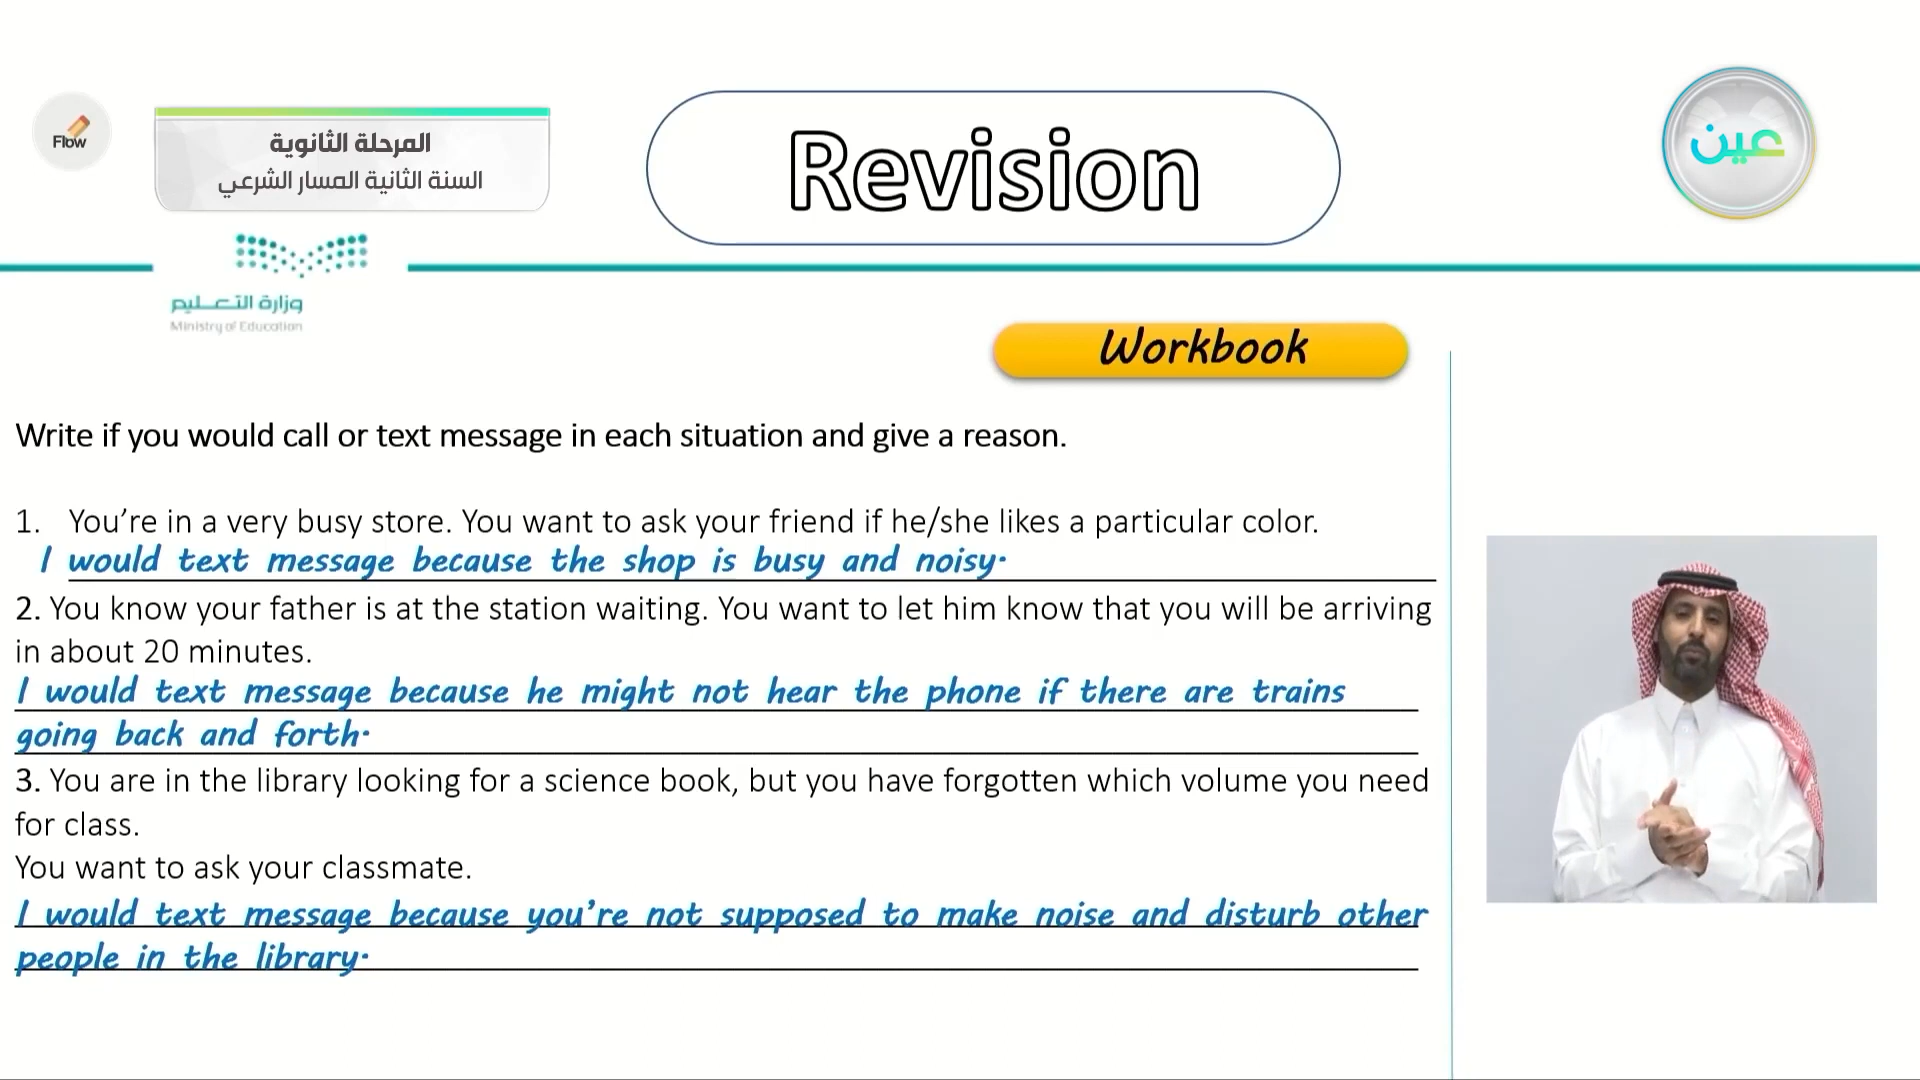 Flow
المرحلة الثانوية
السنة الثانية المسار الشرعي
Revision
عين
وزارة التعليم
Ministry of Education
Workbook
Write if you would call or text message in each situation and give a reason.
1. You’re in a very busy store. You want to ask your friend if he/she likes a particular color.
I would text message because the shop is busy and noisy.
2. You know your father is at the station waiting. You want to let him know that you will be arriving
in about 20 minutes.
I would text message because he might not hear the phone if there are trains
going back and forth.
3. You are in the library looking for a science book, but you have forgotten which volume you need
for class.
You want to ask your classmate.
I would text message because you’re not supposed to make noise and disturb other
people in the library.